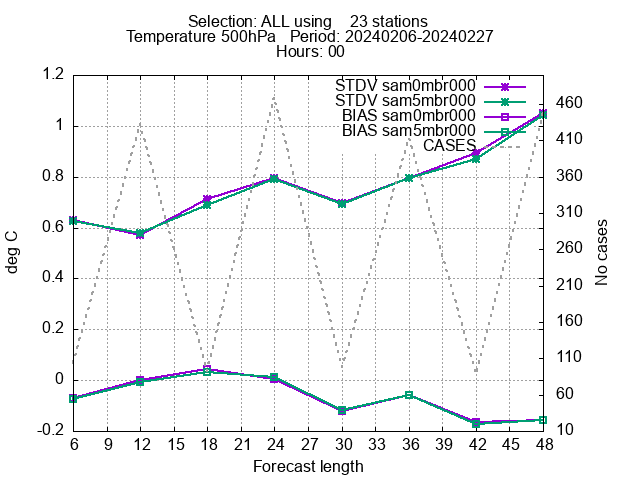 Selection: ALL using 23 stations
Temperature 500hPa Period: 20240206-20240227
Hours: 00
STDV sam0mbr000
STDV sam5mbr000
BIAS sam0mbr000
BIAS sam5mbr000
CASES
deg C
1.2
1
0.8
0.6
0.4
0.2
0
-0.2
No cases
460
410
360
310
260
210
160
110
60
10
6 9 12 15 18 21 24 27 30 33 36 39 42 45 48
Forecast length